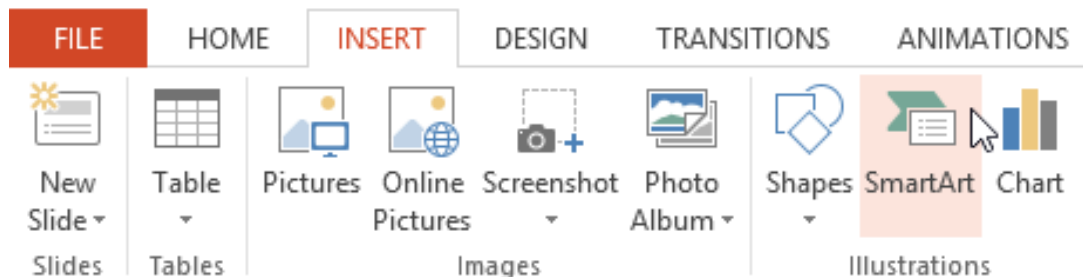 FILE HOME INSERT DESIGN TRANSITIONS ANIMATIONS
New Table Pictures Online Screenshot Photo Shapes SmartArt Chart
Slide Pictures Album
Slides Tables Images Illustrations